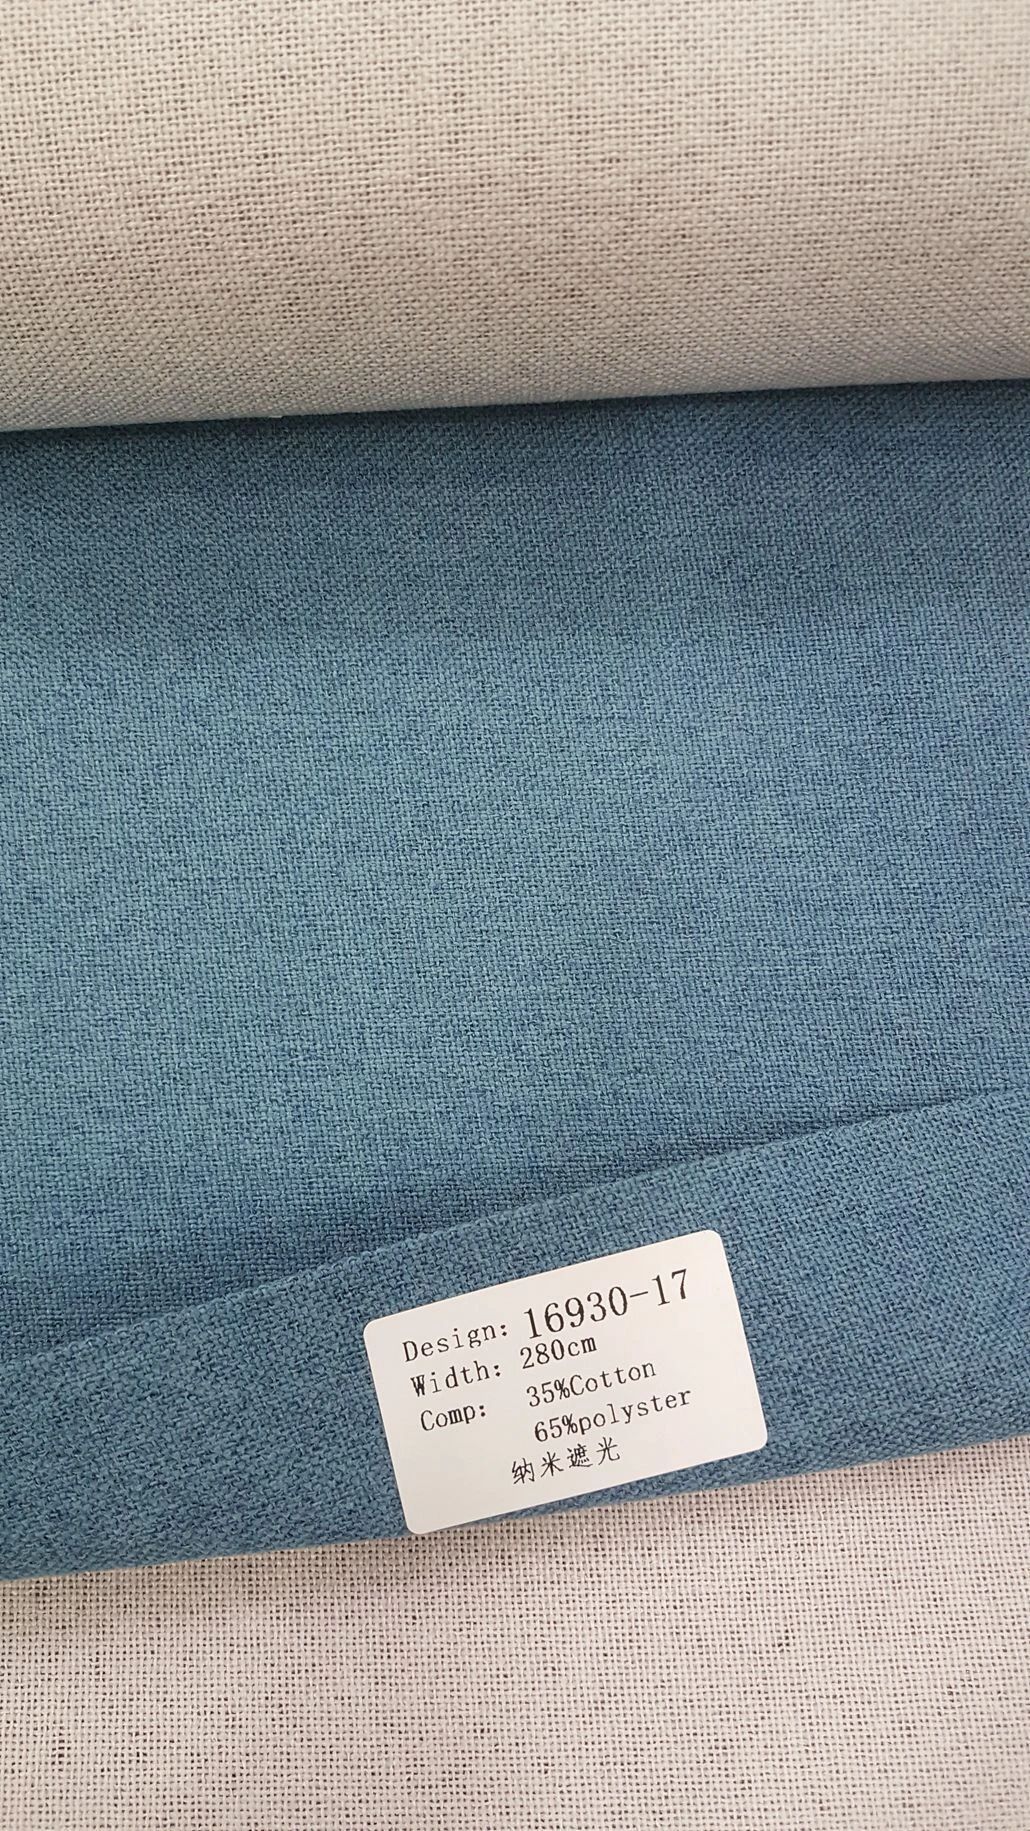 Design: 16930-17
Width: 280cm
Comp: 35%Cotton
65%polyster
纳米遮光